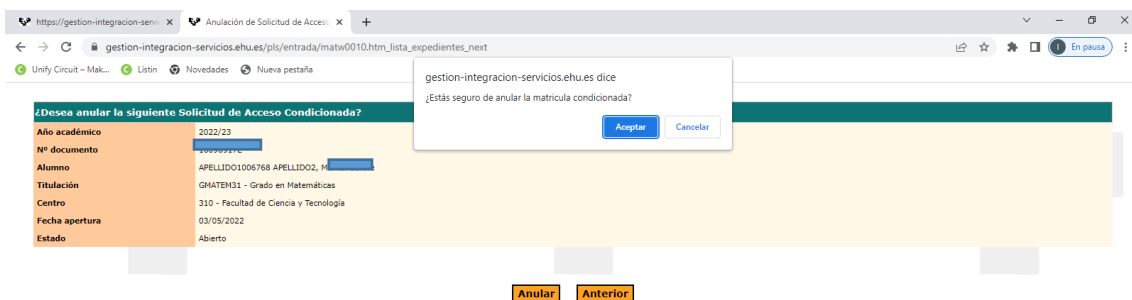 https://gestion-integracion-servic
Anulación de Solicitud de Acceso
gestion-integracion-servicios.ehu.es/pls/entrada/matw0010.htm_lista_expedientes_next
En pausa
Unify Circuit – Mak... Listin Novedades Nueva pestaña
gestion-integracion-servicios.ehu.es dice
¿Estás seguro de anular la matricula condicionada?
Aceptar Cancelar
¿Desea anular la siguiente Solicitud de Acceso Condicionada?
Año académico 2022/23
Nº documento
Alumno APELLIDO1006768 APELLIDO2,
Titulación GMATEM31 - Grado en Matemáticas
Centro 310 - Facultad de Ciencia y Tecnología
Fecha apertura 03/05/2022
Estado Abierto
Anular Anterior